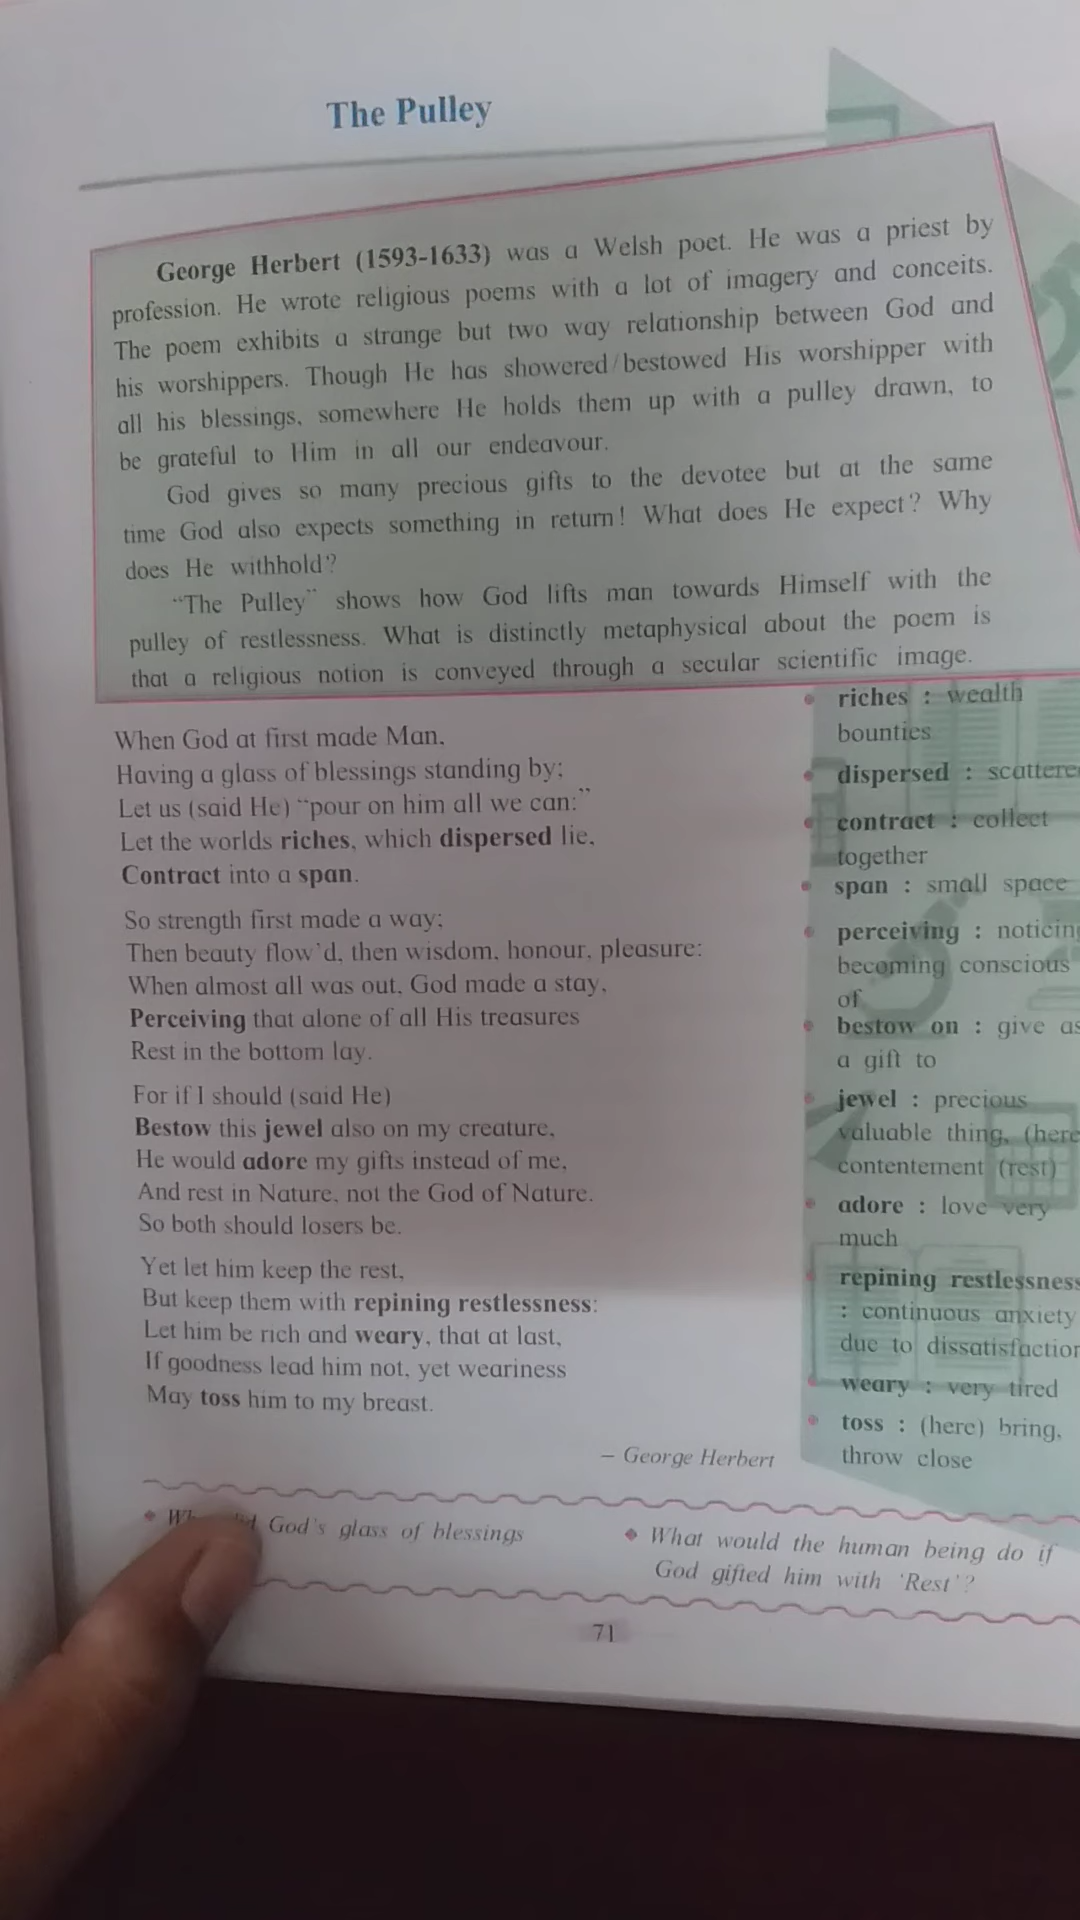 The Pulley
George Herbert (1593-1633) was a Welsh poet. He was a priest by
profession. He wrote religious poems with a lot of imagery and conceits.
The poem exhibits a strange but two way relationship between God and
his worshippers. Though He has showered/bestowed His worshipper with
all his blessings, somewhere He holds them up with a pulley drawn, to
be grateful to Him in all our endeavour.
God gives so many precious gifts to the devotee but at the same
time God also expects something in return! What does He expect? Why
does He withhold?
“The Pulley” shows how God lifts man towards Himself with the
pulley of restlessness. What is distinctly metaphysical about the poem is
that a religious notion is conveyed through a secular scientific image.
When God at first made Man,
Having a glass of blessings standing by;
Let us (said He) “pour on him all we can:”
Let the worlds riches, which dispersed lie,
Contract into a span.
So strength first made a way;
Then beauty flow'd, then wisdom, honour, pleasure:
When almost all was out, God made a stay,
Perceiving that alone of all His treasures
Rest in the bottom lay.
For if I should (said He)
Bestow this jewel also on my creature,
He would adore my gifts instead of me,
And rest in Nature, not the God of Nature.
So both should losers be.
Yet let him keep the rest,
But keep them with repining restlessness:
Let him be rich and weary, that at last,
If goodness lead him not, yet weariness
May toss him to my breast.
– George Herbert
riches : wealth
bounties
dispersed : scattere
contract : collect
together
span : small space
perceiving : noticing
becoming conscious
of
bestow on : give as
a gift to
jewel : precious
valuable thing, (here
contentement (rest)
adore : love very
much
repining restlessness
: continuous anxiety
due to dissatisfaction
weary : very tired
toss : (here) bring,
throw close
God's glass of blessings
What would the human being do if
God gifted him with ‘Rest’?
71